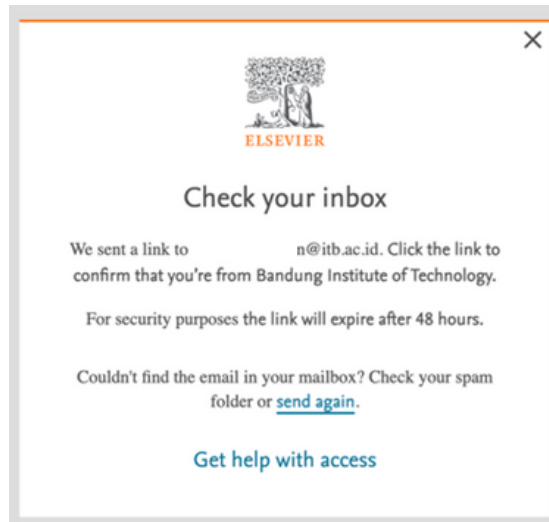 ELSEVIER
Check your inbox
We sent a link to n@itb.ac.id. Click the link to
confirm that you're from Bandung Institute of Technology.
For security purposes the link will expire after 48 hours.
Couldn't find the email in your mailbox? Check your spam
folder or send again.
Get help with access